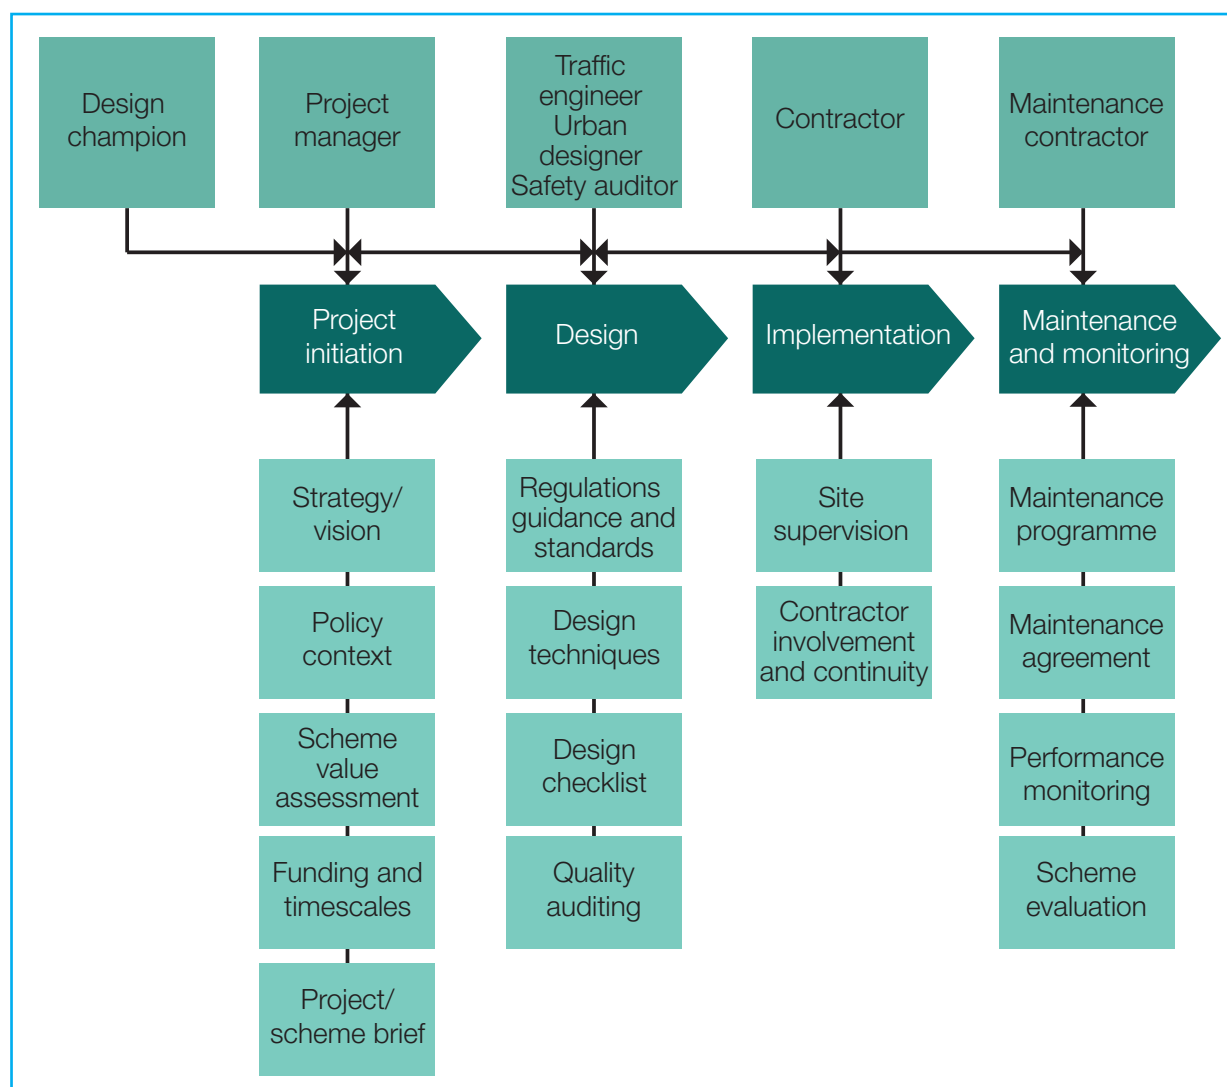 Design
champion
Project
manager
Traffic
engineer
Urban
designer
Safety auditor
Contractor
Maintenance
contractor
Project
initiation
Design
Implementation
Maintenance
and monitoring
Strategy/
vision
Policy
context
Scheme
value
assessment
Funding and
timescales
Project/
scheme brief
Regulations
guidance and
standards
Design
techniques
Design
checklist
Quality
auditing
Site
supervision
Contractor
involvement
and continuity
Maintenance
programme
Maintenance
agreement
Performance
monitoring
Scheme
evaluation